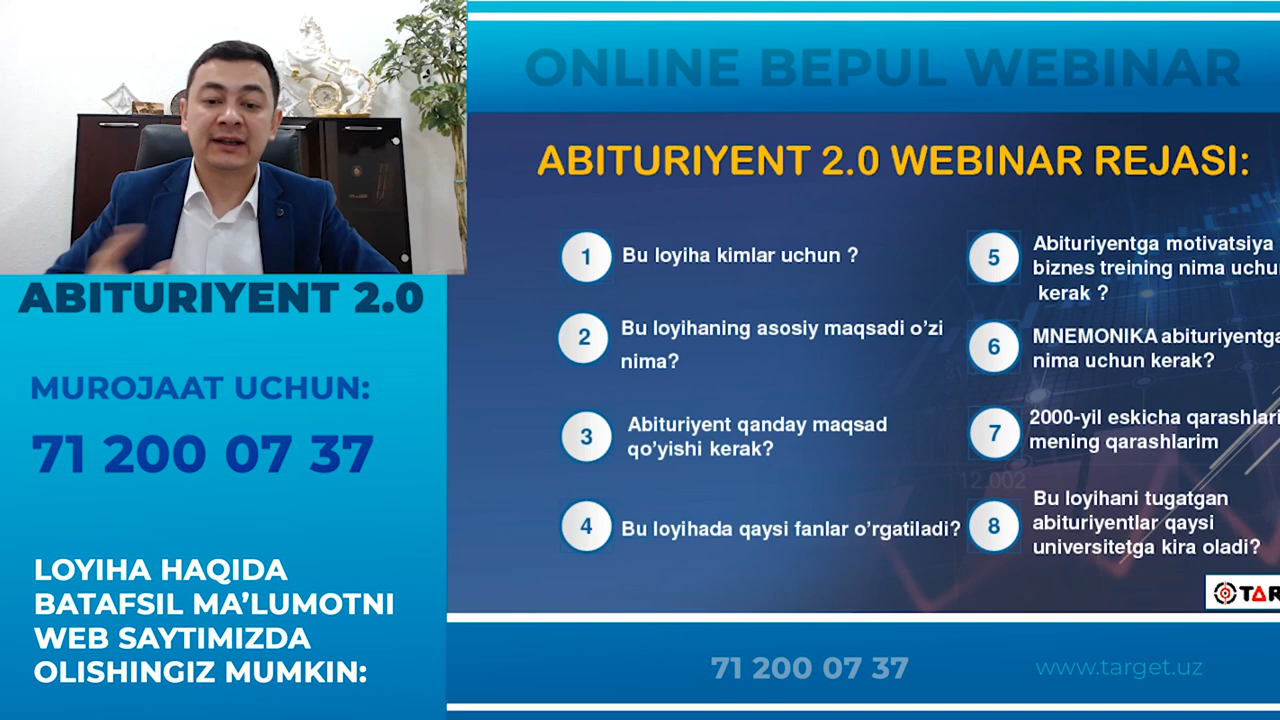 ONLINE BEPUL WEBINAR
ABITURIYENT 2.0 WEBINAR REJASI:
1 Bu loyiha kimlar uchun ?
2 Bu loyihaning asosiy maqsadi o’zi
nima?
3 Abituriyent qanday maqsad
qo’yishi kerak?
4 Bu loyihada qaysi fanlar o’rgatiladi?
5 Abituriyentga motivatsiya
biznes treining nima uchu
kerak ?
6 MNEMONIKA abituriyentga
nima uchun kerak?
7 2000-yil eskicha qarashlari
mening qarashlarim
8 Bu loyihani tugatgan
abituriyentlar qaysi
universitetga kira oladi?
12.002
TAR
ABITURIYENT 2.0
MUROJAAT UCHUN:
71 200 07 37
LOYIHA HAQIDA
BATAFSIL MA’LUMOTNI
WEB SAYTIMIZDA
OLISHINGIZ MUMKIN:
71 200 07 37
www.target.uz